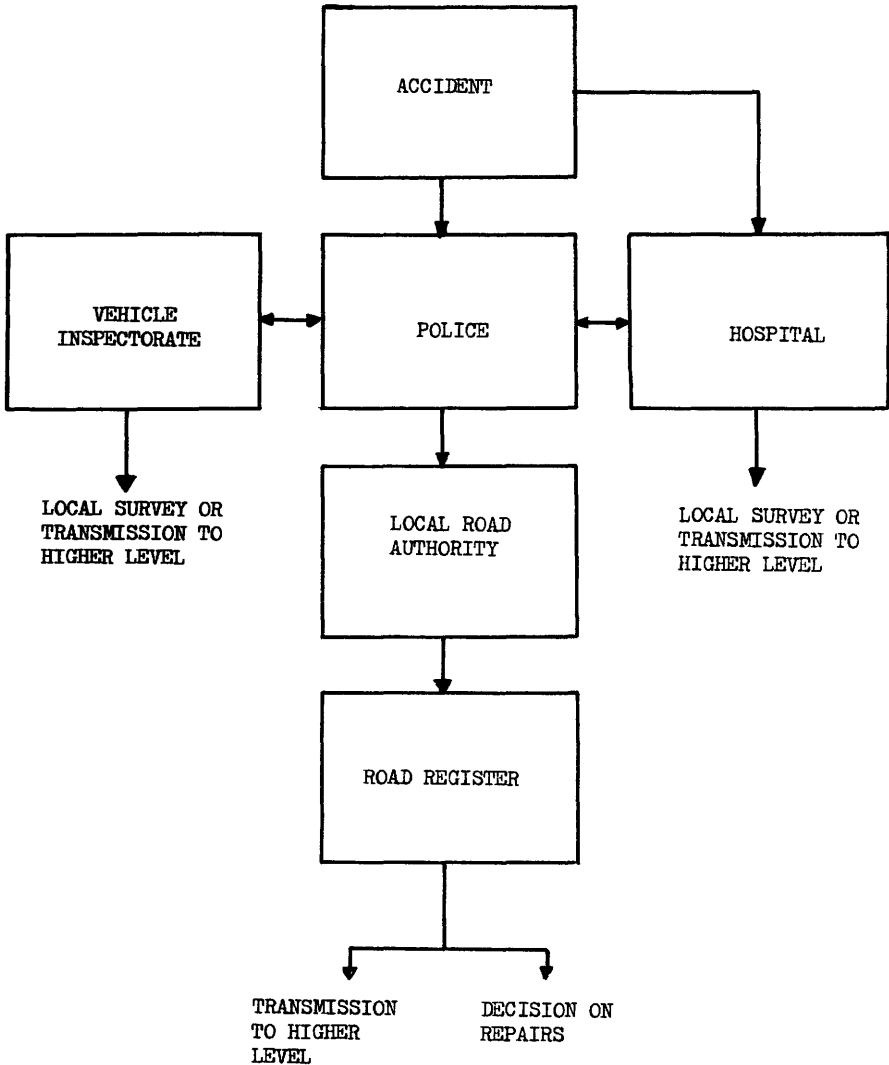 ACCIDENT
VEHICLE
INSPECTORATE
POLICE
HOSPITAL
LOCAL SURVEY OR
TRANSMISSION TO
HIGHER LEVEL
LOCAL ROAD
AUTHORITY
LOCAL SURVEY OR
TRANSMISSION TO
HIGHER LEVEL
ROAD REGISTER
TRANSMISSION
TO HIGHER
LEVEL
DECISION ON
REPAIRS